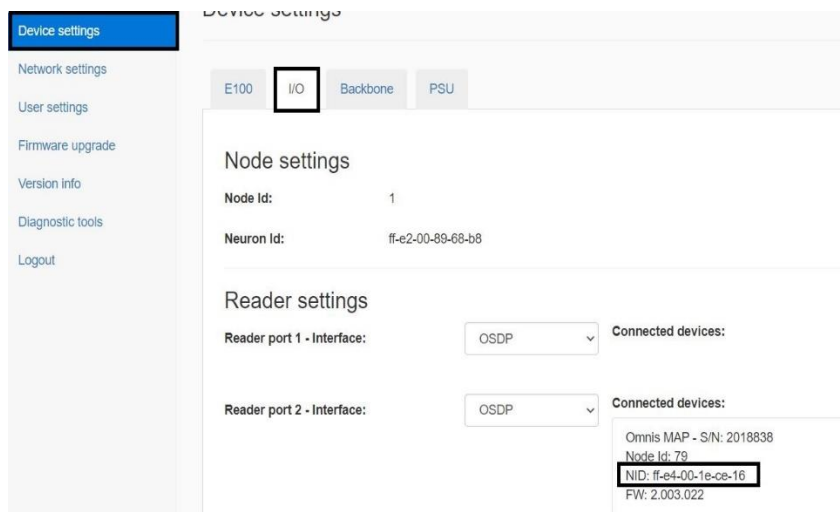 Device settings
Device settings
Network settings
User settings
Firmware upgrade
Version info
Diagnostic tools
Logout
E100 I/O Backbone PSU
Node settings
Node Id: 1
Neuron Id: ff-e2-00-89-68-b8
Reader settings
Reader port 1 - Interface: OSDP Connected devices:
Reader port 2 - Interface: OSDP Connected devices:
Omnis MAP - S/N: 2018838
Node Id: 79
NID: ff-e4-00-1e-ce-16
FW: 2.003.022